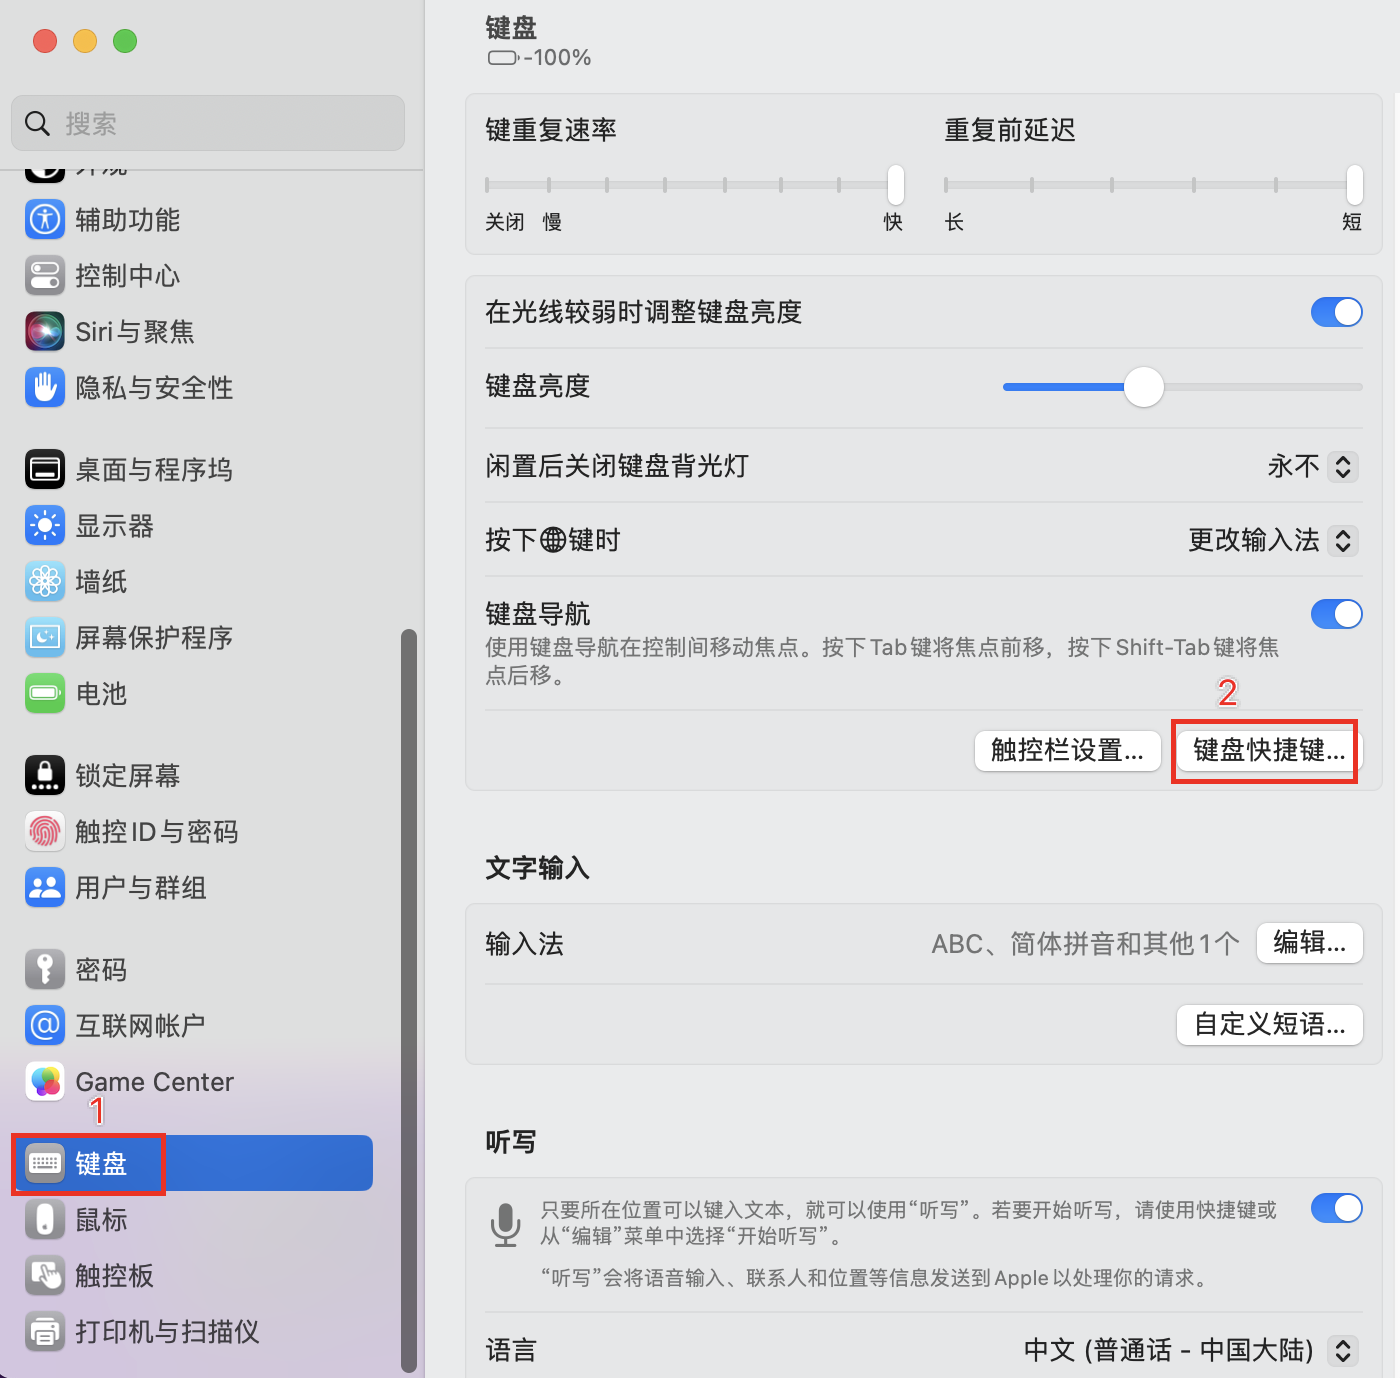 键盘
-100%
搜索
外观
辅助功能
控制中心
Siri与聚焦
隐私与安全性
桌面与程序坞
显示器
墙纸
屏幕保护程序
电池
锁定屏幕
触控ID与密码
用户与群组
密码
互联网帐户
Game Center
1
键盘
鼠标
触控板
打印机与扫描仪
键重复速率
重复前延迟
关闭 慢 快
长 短
在光线较弱时调整键盘亮度
键盘亮度
闲置后关闭键盘背光灯 永不
按下键时 更改输入法
键盘导航
使用键盘导航在控制间移动焦点。按下Tab键将焦点前移，按下Shift-Tab键将焦
点后移。
2
触控栏设置... 键盘快捷键...
文字输入
输入法 ABC、简体拼音和其他1个 编辑...
自定义短语...
听写
只要所在位置可以键入文本，就可以使用“听写”。若要开始听写，请使用快捷键或
从“编辑”菜单中选择“开始听写”。
“听写”会将语音输入、联系人和位置等信息发送到Apple以处理你的请求。
语言 中文 (普通话 - 中国大陆)